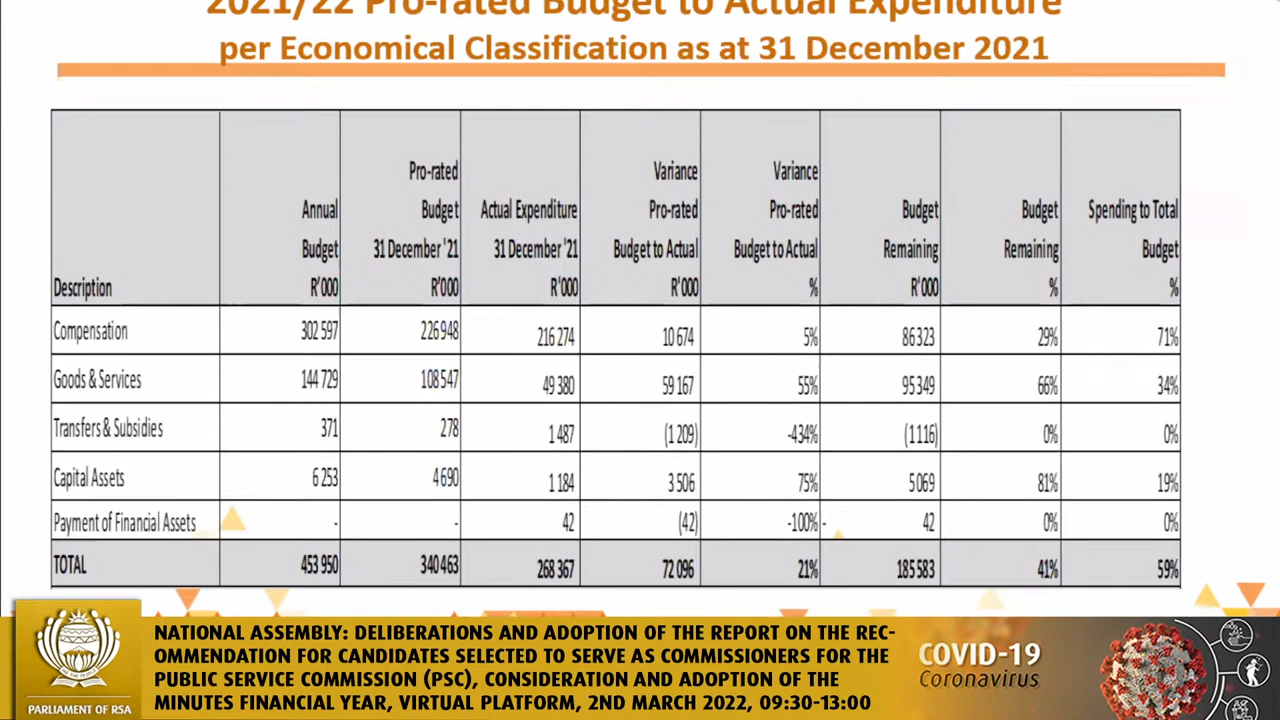 2021/22 Pro-rated Budget to Actual Expenditure
per Economical Classification as at 31 December 2021
Description Annual Budget R'000 Pro-rated Budget 31 December '21 R'000 Actual Expenditure 31 December '21 R'000 Variance Pro-rated Budget to Actual R'000 Variance Pro-rated Budget to Actual % Budget Remaining R'000 Budget Remaining % Spending to Total Budget %
Compensation 302 597 226 948 216 274 10 674 5% 86 323 29% 71%
Goods & Services 144 729 108 547 49 380 59 167 55% 95 349 66% 34%
Transfers & Subsidies 371 278 1 487 (1 209) -434% (1 116) 0% 0%
Capital Assets 6 253 4 690 1 184 3 506 75% 5 069 81% 19%
Payment of Financial Assets - - 42 (42) -100% - 42 0% 0%
TOTAL 453 950 340 463 268 367 72 096 21% 185 583 41% 59%
PARLIAMENT OF RSA
NATIONAL ASSEMBLY: DELIBERATIONS AND ADOPTION OF THE REPORT ON THE REC-
OMMENDATION FOR CANDIDATES SELECTED TO SERVE AS COMMISSIONERS FOR THE
PUBLIC SERVICE COMMISSION (PSC), CONSIDERATION AND ADOPTION OF THE
MINUTES FINANCIAL YEAR, VIRTUAL PLATFORM, 2ND MARCH 2022, 09:30-13:00
COVID-19
Coronavirus